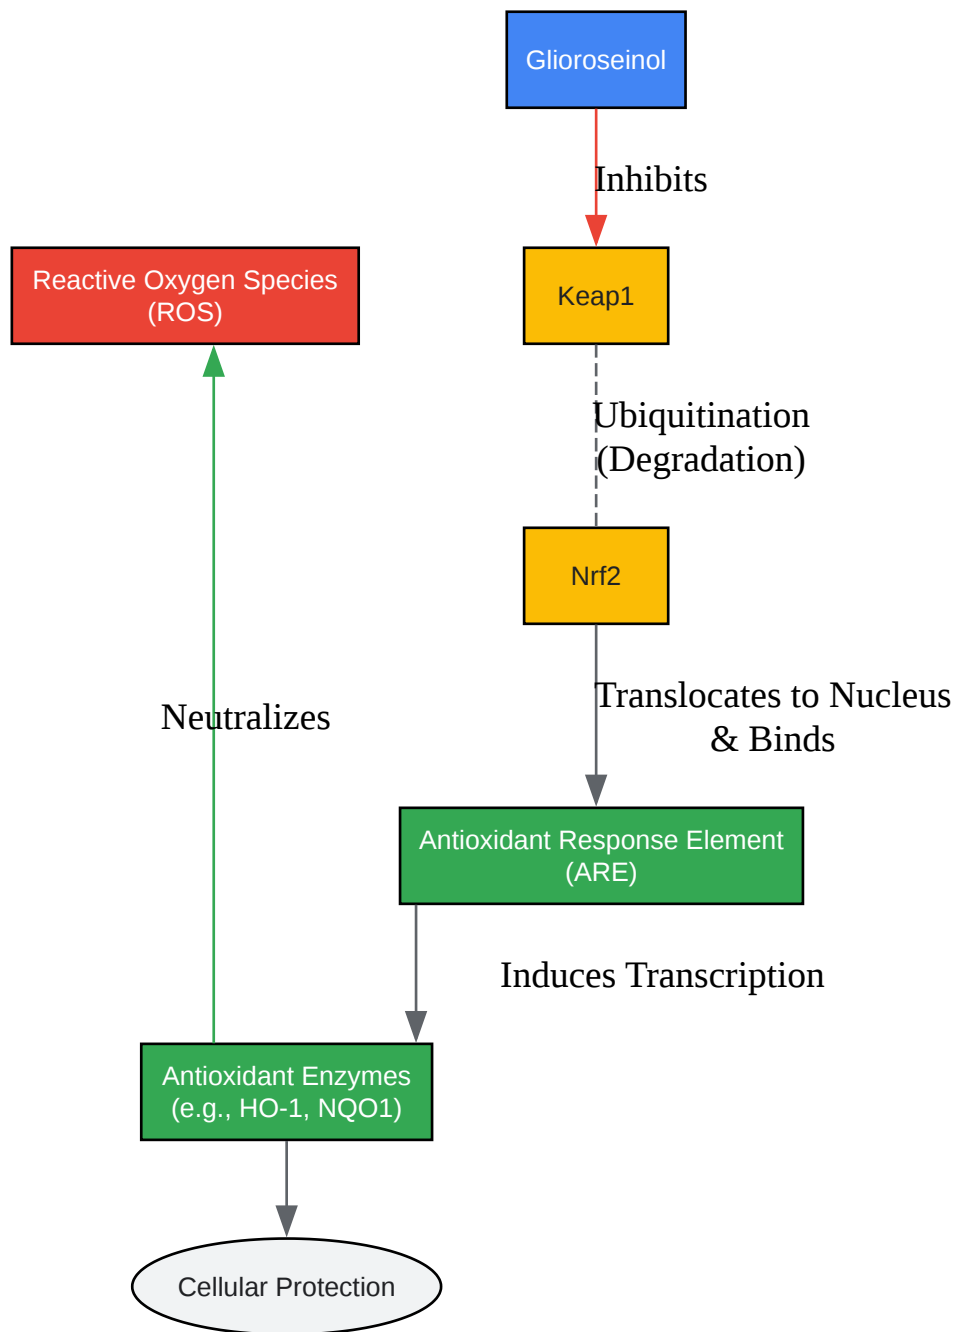 Glioroseinol
Inhibits
Reactive Oxygen Species
(ROS)
Keap1
Ubiquitination
(Degradation)
Nrf2
Translocates to Nucleus
& Binds
Neutralizes
Antioxidant Response Element
(ARE)
Induces Transcription
Antioxidant Enzymes
(e.g., HO-1, NQO1)
Cellular Protection